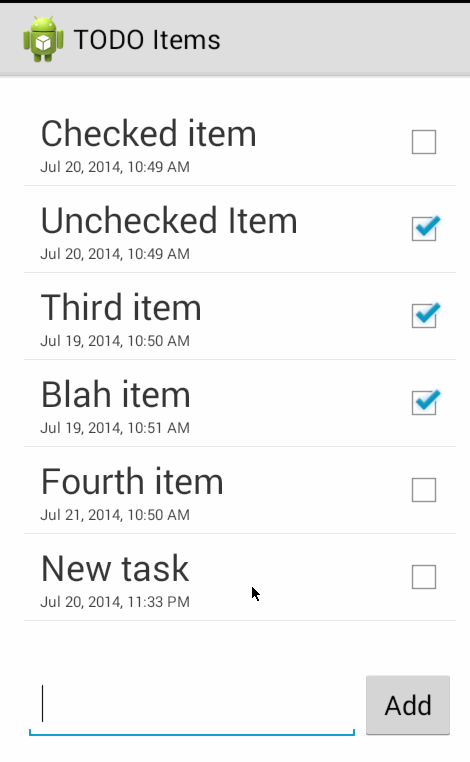 TODO Items
Checked item
Jul 20, 2014, 10:49 AM
Unchecked Item
Jul 20, 2014, 10:49 AM
Third item
Jul 19, 2014, 10:50 AM
Blah item
Jul 19, 2014, 10:51 AM
Fourth item
Jul 21, 2014, 10:50 AM
New task
Jul 20, 2014, 11:33 PM
Add